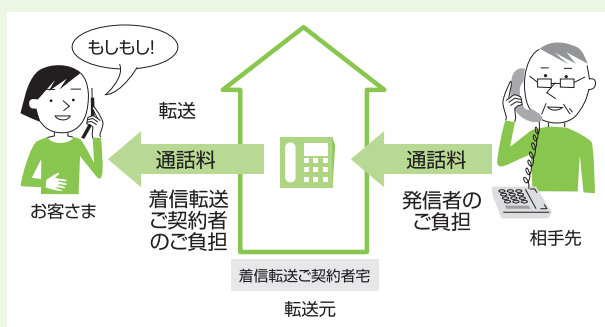 もしもし!
転送
通話料
着信転送
ご契約者
のご負担
お客さま
通話料
発信者の
ご負担
相手先
着信転送ご契約者宅
転送元